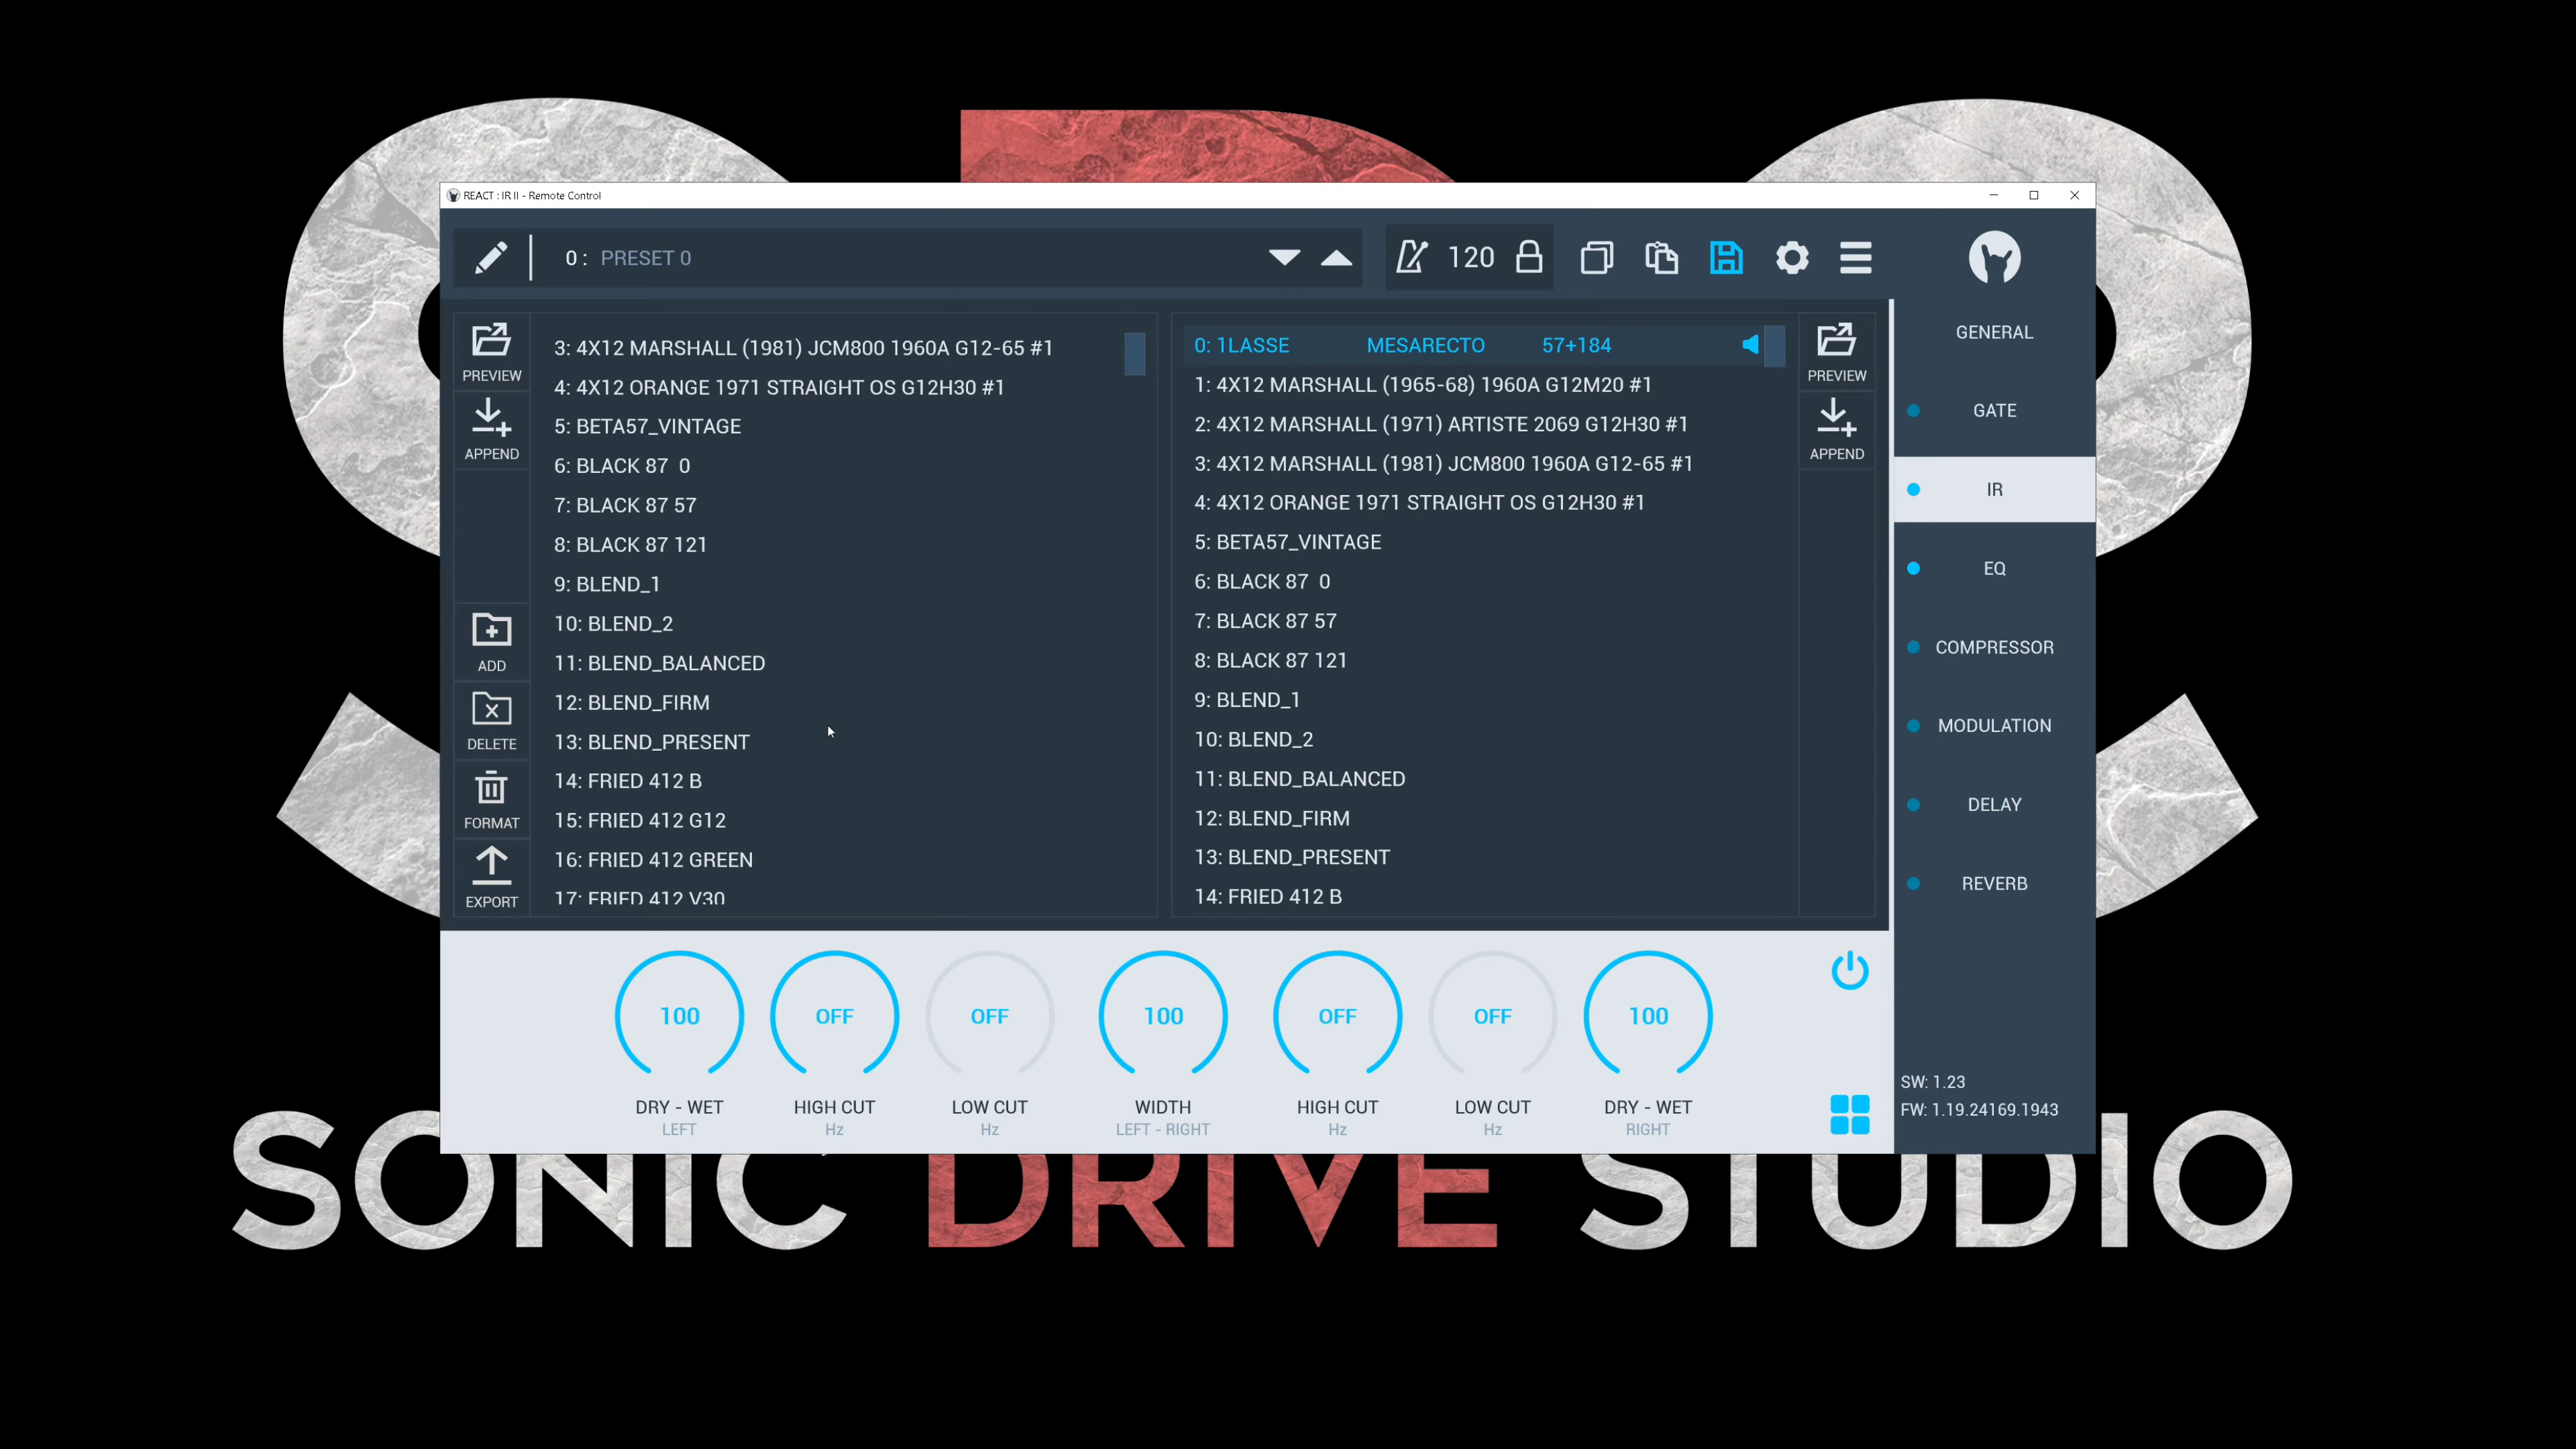 REACT : IR II - Remote Control
0 : PRESET 0
120
PREVIEW
APPEND
ADD
DELETE
FORMAT
EXPORT
3: 4X12 MARSHALL (1981) JCM800 1960A G12-65 #1
4: 4X12 ORANGE 1971 STRAIGHT OS G12H30 #1
5: BETA57_VINTAGE
6: BLACK 87 0
7: BLACK 87 57
8: BLACK 87 121
9: BLEND_1
10: BLEND_2
11: BLEND_BALANCED
12: BLEND_FIRM
13: BLEND_PRESENT
14: FRIED 412 B
15: FRIED 412 G12
16: FRIED 412 GREEN
17: FRIED 412 V30
0: 1LASSE MESARECTO 57+184
1: 4X12 MARSHALL (1965-68) 1960A G12M20 #1
2: 4X12 MARSHALL (1971) ARTISTE 2069 G12H30 #1
3: 4X12 MARSHALL (1981) JCM800 1960A G12-65 #1
4: 4X12 ORANGE 1971 STRAIGHT OS G12H30 #1
5: BETA57_VINTAGE
6: BLACK 87 0
7: BLACK 87 57
8: BLACK 87 121
9: BLEND_1
10: BLEND_2
11: BLEND_BALANCED
12: BLEND_FIRM
13: BLEND_PRESENT
14: FRIED 412 B
PREVIEW
APPEND
GENERAL
GATE
IR
EQ
COMPRESSOR
MODULATION
DELAY
REVERB
SW: 1.23
FW: 1.19.24169.1943
100 OFF OFF 100 OFF OFF 100
DRY - WET HIGH CUT LOW CUT WIDTH HIGH CUT LOW CUT DRY - WET
LEFT Hz Hz LEFT - RIGHT Hz Hz RIGHT
SONIC DRIVE STUDIO